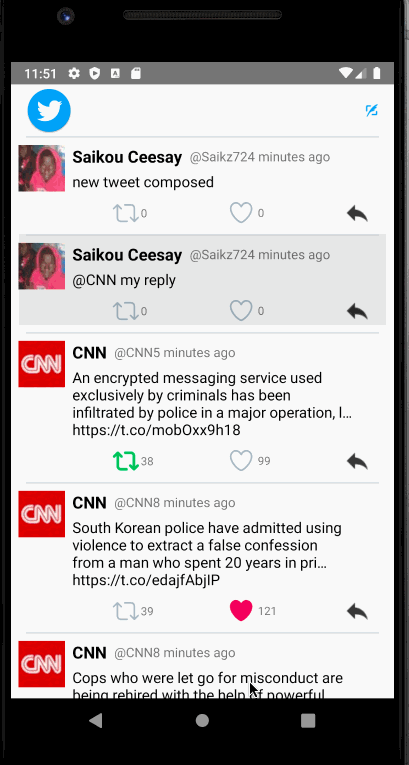 11:51
Saikou Ceesay @Saikz724 minutes ago
new tweet composed
0 0
Saikou Ceesay @Saikz724 minutes ago
@CNN my reply
0 0
CNN CNN @CNN5 minutes ago
An encrypted messaging service used
exclusively by criminals has been
infiltrated by police in a major operation, l…
https://t.co/mobOxx9h18
38 99
CNN CNN @CNN8 minutes ago
South Korean police have admitted using
violence to extract a false confession
from a man who spent 20 years in pri…
https://t.co/edajfAbjIP
39 121
CNN CNN @CNN8 minutes ago
Cops who were let go for misconduct are
being rehired with the help of powerful